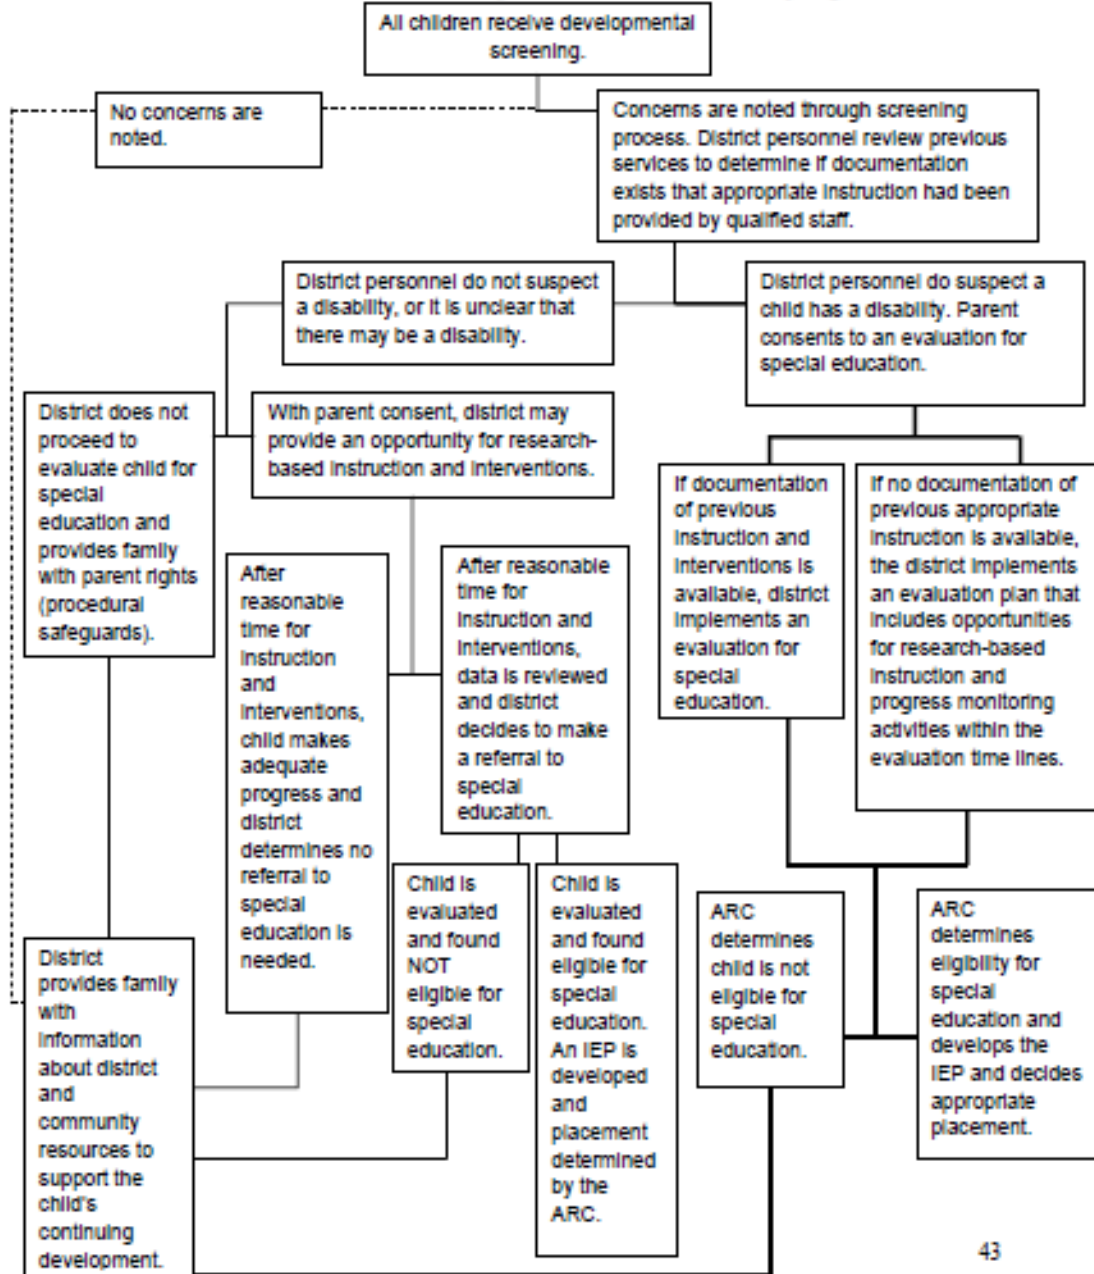 All children receive developmental
screening.
No concerns are
noted.
Concerns are noted through screening
process. District personnel review previous
services to determine if documentation
exists that appropriate instruction had been
provided by qualified staff.
District personnel do not suspect
a disability, or it is unclear that
there may be a disability.
District personnel do suspect a
child has a disability. Parent
consents to an evaluation for
special education.
District does not
proceed to
evaluate child for
special
education and
provides family
with parent rights
(procedural
safeguards).
With parent consent, district may
provide an opportunity for research-
based instruction and interventions.
If documentation
of previous
instruction and
interventions is
available, district
implements an
evaluation for
special
education.
If no documentation of
previous appropriate
instruction is available,
the district implements
an evaluation plan that
includes opportunities
for research-based
instruction and
progress monitoring
activities within the
evaluation time lines.
After
reasonable
time for
instruction
and
interventions,
child makes
adequate
progress and
district
determines no
referral to
special
education is
needed.
After reasonable
time for
instruction and
interventions,
data is reviewed
and district
decides to make
a referral to
special
education.
Child is
evaluated
and found
NOT
eligible for
special
education.
Child is
evaluated
and found
eligible for
special
education.
An IEP is
developed
and
placement
determined
by the
ARC.
ARC
determines
child is not
eligible for
special
education.
ARC
determines
eligibility for
special
education and
develops the
IEP and decides
appropriate
placement.
District
provides family
with
information
about district
and
community
resources to
support the
child's
continuing
development.
43